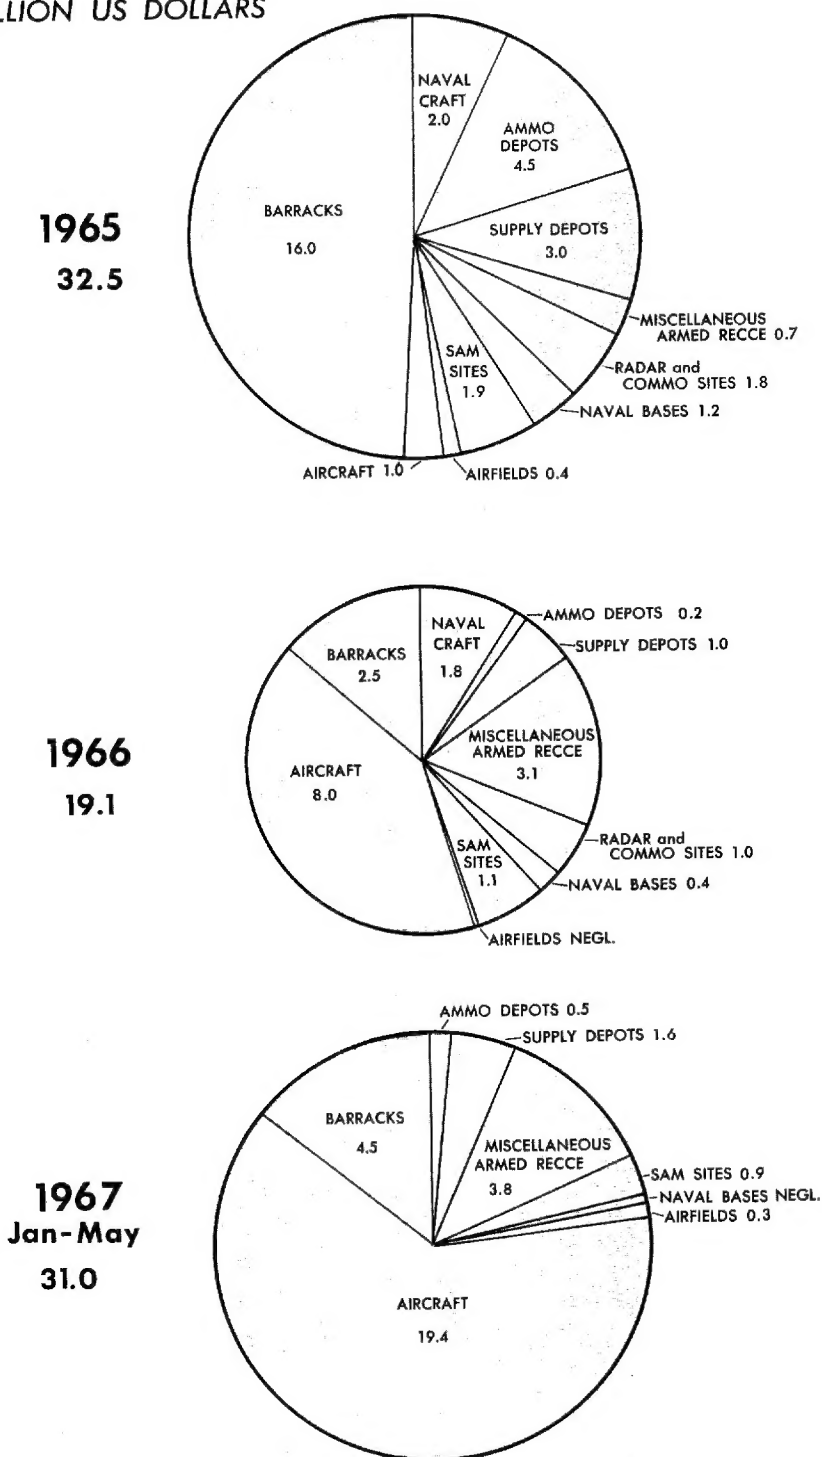 US DOLLARS
NAVAL
CRAFT
2.0
AMMO
DEPOTS
4.5
BARRACKS
16.0
1965
32.5
SUPPLY DEPOTS
3.0
MISCELLANEOUS
ARMED RECCE 0.7
SAM
SITES
1.9
RADAR and
COMMO SITES 1.8
NAVAL BASES 1.2
AIRCRAFT 1.0
AIRFIELDS 0.4
AMMO DEPOTS 0.2
NAVAL
CRAFT
1.8
SUPPLY DEPOTS 1.0
BARRACKS
2.5
1966
19.1
MISCELLANEOUS
ARMED RECCE
3.1
AIRCRAFT
8.0
RADAR and
COMMO SITES 1.0
SAM
SITES
1.1
NAVAL BASES 0.4
AIRFIELDS NEGL.
AMMO DEPOTS 0.5
SUPPLY DEPOTS 1.6
BARRACKS
4.5
MISCELLANEOUS
ARMED RECCE
3.8
SAM SITES 0.9
NAVAL BASES NEGL.
AIRFIELDS 0.3
1967
Jan-May
31.0
AIRCRAFT
19.4